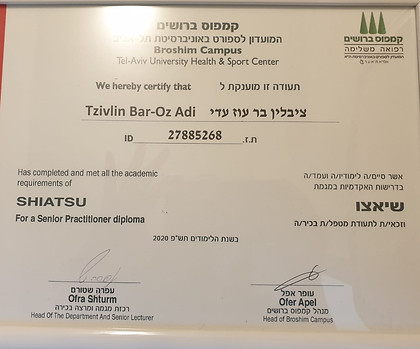 קמפוס ברושים
המועדון לספורט באוניברסיטת תל-אביב
Broshim Campus
Tel-Aviv University Health & Sport Center
קמפוס ברושים
רפואה משלימה
We hereby certify that תעודה זו מוענקת ל
Tzivlin Bar-Oz Adi ציבלין בר עוז עדי
ID 27885268 ת.ז.
Has completed and met all the academic
requirements of
אשר סיים/ה לימודיו/ה ועמד/ה
בדרישות האקדמיות במגמת
SHIATSU שיאצו
For a Senior Practitioner diploma וזכאי/ת לתעודת מטפל/ת בכיר/ה
בשנת הלימודים תש"פ 2020
עפרה שטורם
Ofra Shturm
רכזת מגמה ומרצה בכירה
Head Of The Department And Senior Lecturer
עופר אפל
Ofer Apel
מנהל קמפוס ברושים
Head of Broshim Campus